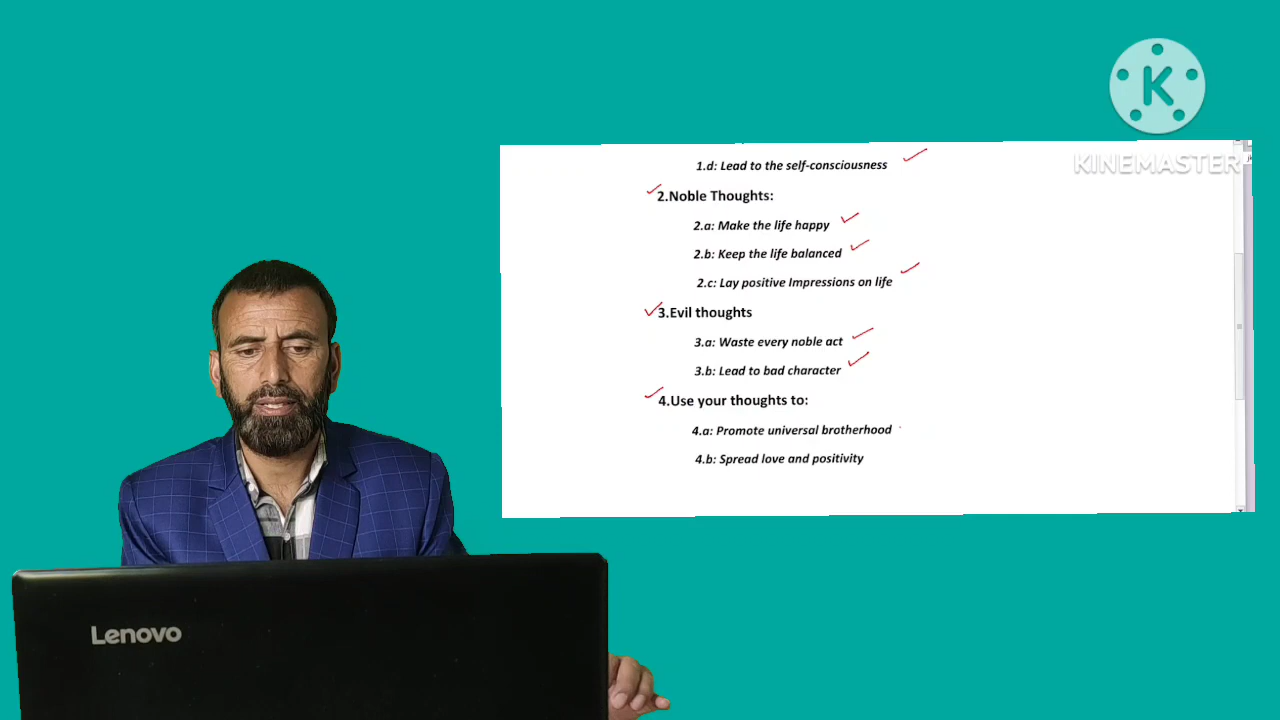 K
KINEMASTER
1.d: Lead to the self-consciousness
2.Noble Thoughts:
2.a: Make the life happy
2.b: Keep the life balanced
2.c: Lay positive Impressions on life
3.Evil thoughts
3.a: Waste every noble act
3.b: Lead to bad character
4.Use your thoughts to:
4.a: Promote universal brotherhood
4.b: Spread love and positivity
Lenovo